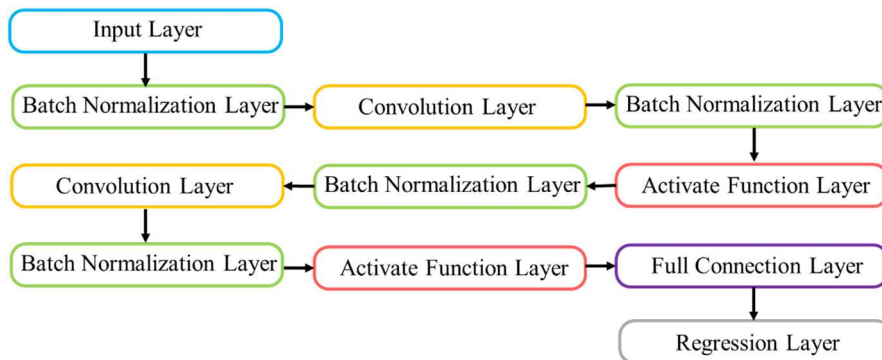 Input Layer
Batch Normalization Layer
Convolution Layer
Batch Normalization Layer
Activate Function Layer
Batch Normalization Layer
Convolution Layer
Batch Normalization Layer
Activate Function Layer
Full Connection Layer
Regression Layer